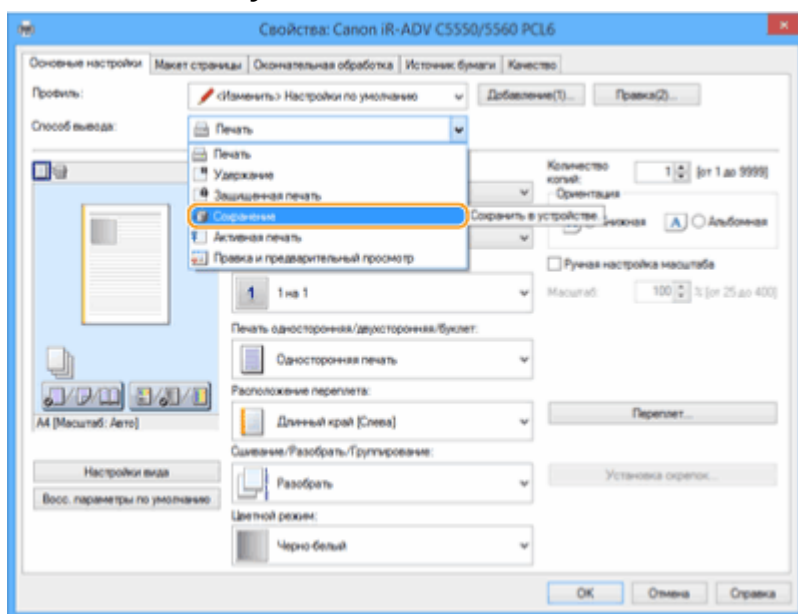 Свойства: Canon iR-ADV C5550/5560 PCL6
Основные настройки Макет страницы Окончательная обработка Источник бумаги Качество
Профиль: <Изменить> Настройки по умолчанию Добавление(1)... Правка(2)...
Способ вывода: Печать
Печать
Удержание
Защищенная печать
Сохранение
Активная печать
Правка и предварительный просмотр
Сохранить в устройстве.
Количество копий: 1 [от 1 до 9999]
Ориентация
A Альбомная
Ручная настройка масштаба
Масштаб: 100 % [от 25 до 400]
1 1 на 1
Печать односторонняя/двухсторонняя/буклет:
Односторонняя печать
Расположение переплета:
Длинный край [Слева] Переплет...
A4 [Масштаб: Авто]
Сшивание/Разобрать/Группирование:
Разобрать Установка скрепок...
Настройки вида
Восс. параметры по умолчанию
Цветной режим:
Черно-белый
OK Отмена Справка